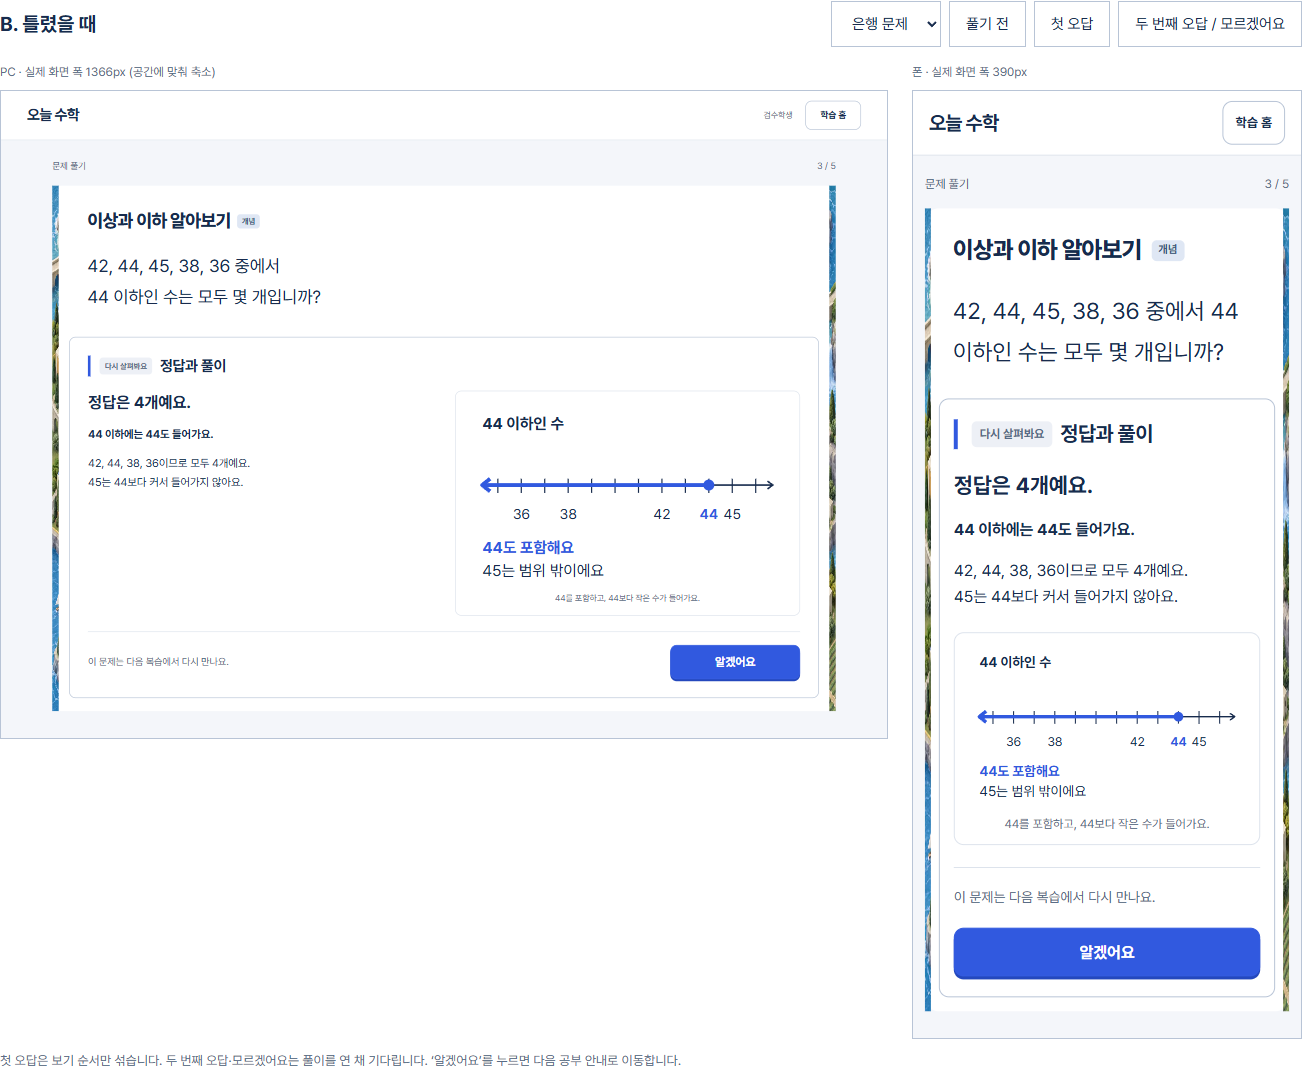 B. 틀렸을 때
은행 문제
풀기 전
첫 오답
두 번째 오답 / 모르겠어요
PC · 실제 화면 폭 1366px (공간에 맞춰 축소)
오늘 수학
검수학생
학습 홈
문제 풀기
3 / 5
이상과 이하 알아보기 개념
42, 44, 45, 38, 36 중에서
44 이하인 수는 모두 몇 개입니까?
다시 살펴봐요 정답과 풀이
정답은 4개예요.
44 이하에는 44도 들어가요.
42, 44, 38, 36이므로 모두 4개예요.
45는 44보다 커서 들어가지 않아요.
44 이하인 수
36 38 42 44 45
44도 포함해요
45는 범위 밖이에요
44를 포함하고, 44보다 작은 수가 들어가요.
이 문제는 다음 복습에서 다시 만나요.
알겠어요
폰 · 실제 화면 폭 390px
오늘 수학
학습 홈
문제 풀기
3 / 5
이상과 이하 알아보기 개념
42, 44, 45, 38, 36 중에서 44
이하인 수는 모두 몇 개입니까?
다시 살펴봐요 정답과 풀이
정답은 4개예요.
44 이하에는 44도 들어가요.
42, 44, 38, 36이므로 모두 4개예요.
45는 44보다 커서 들어가지 않아요.
44 이하인 수
36 38 42 44 45
44도 포함해요
45는 범위 밖이에요
44를 포함하고, 44보다 작은 수가 들어가요.
이 문제는 다음 복습에서 다시 만나요.
알겠어요
첫 오답은 보기 순서만 섞습니다. 두 번째 오답·모르겠어요는 풀이를 연 채 기다립니다. ‘알겠어요’를 누르면 다음 공부 안내로 이동합니다.